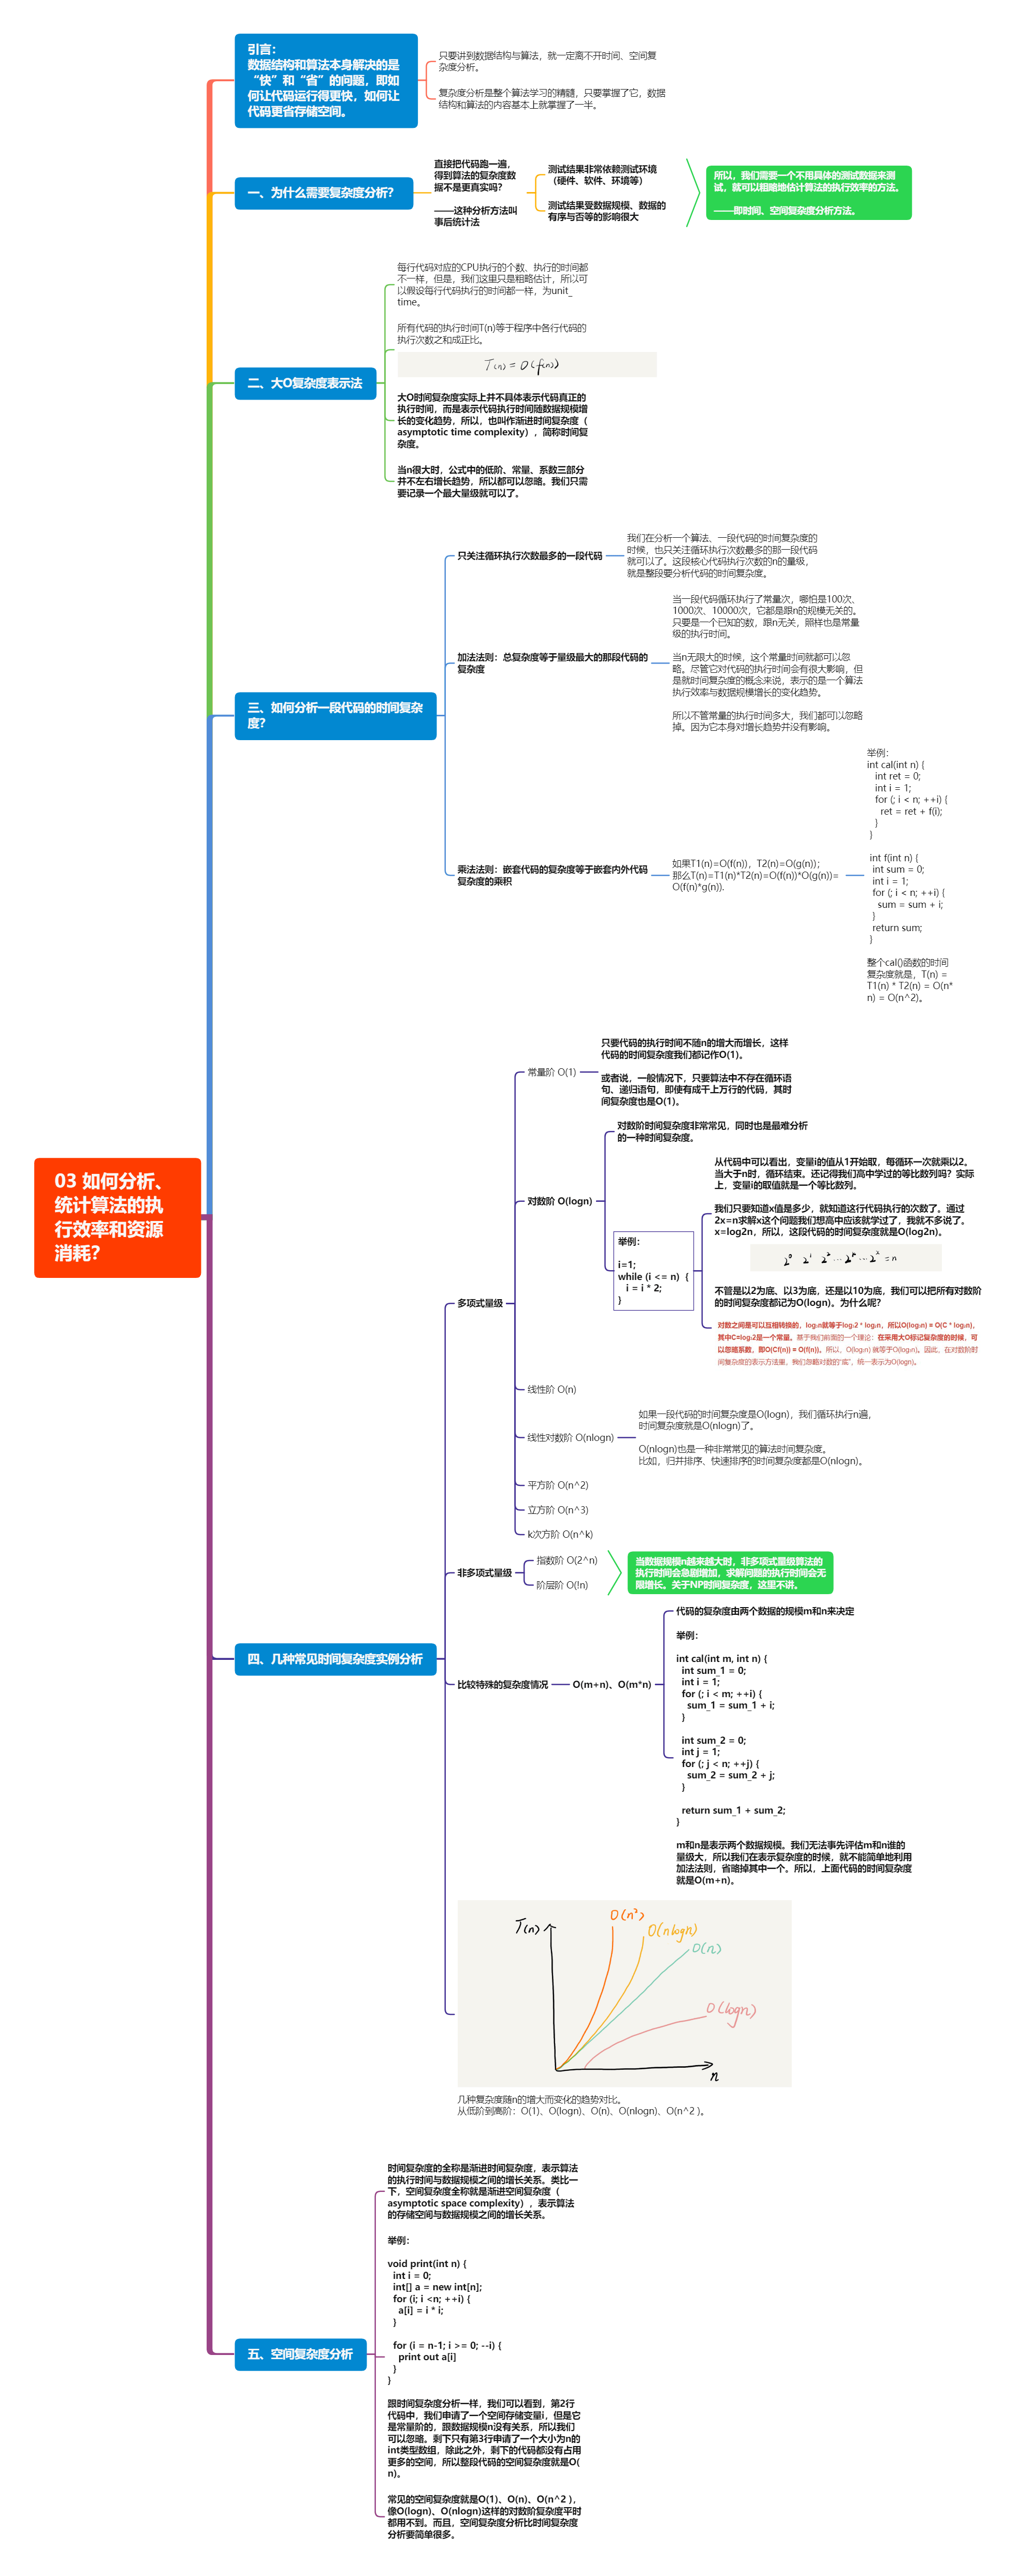 引言：
数据结构和算法本身解决的是
“快”和“省”的问题，即如
何让代码运行得更快，如何让
代码更省存储空间。
只要讲到数据结构与算法，就一定离不开时间、空间复
杂度分析。
复杂度分析是整个算法学习的精髓，只要掌握了它，数据
结构和算法的内容基本上就掌握了一半。
一、为什么需要复杂度分析？
直接把代码跑一遍，
得到算法的复杂度数
据不是更真实吗？
——这种分析方法叫
事后统计法
测试结果非常依赖测试环境
（硬件、软件、环境等）
测试结果受数据规模、数据的
有序与否等的影响很大
所以，我们需要一个不用具体的测试数据来测
试，就可以粗略地估计算法的执行效率的方法。
——即时间、空间复杂度分析方法。
二、大O复杂度表示法
每行代码对应的CPU执行的个数、执行的时间都
不一样，但是，我们这里只是粗略估计，所以可
以假设每行代码执行的时间都一样，为unit_
time。
所有代码的执行时间T(n)等于程序中各行代码的
执行次数之和成正比。
T(n) = O(f(n))
大O时间复杂度实际上并不具体表示代码真正的
执行时间，而是表示代码执行时间随数据规模增
长的变化趋势，所以，也叫作渐进时间复杂度（
asymptotic time complexity），简称时间复
杂度。
当n很大时，公式中的低阶、常量、系数三部分
并不左右增长趋势，所以都可以忽略。我们只需
要记录一个最大量级就可以了。
三、如何分析一段代码的时间复杂
度？
只关注循环执行次数最多的一段代码
我们在分析一个算法、一段代码的时间复杂度的
时候，也只关注循环执行次数最多的那一段代码
就可以了。这段核心代码执行次数的n的量级，
就是整段要分析代码的时间复杂度。
加法法则：总复杂度等于量级最大的那段代码的
复杂度
当一段代码循环执行了常量次，哪怕是100次、
1000次、10000次，它都是跟n的规模无关的。
只要是一个已知的数，跟n无关，照样也是常量
级的执行时间。
当n无限大的时候，这个常量时间就都可以忽
略。尽管它对代码的执行时间会有很大影响，但
是就时间复杂度的概念来说，表示的是一个算法
执行效率与数据规模增长的变化趋势。
所以不管常量的执行时间多大，我们都可以忽略
掉。因为它本身对增长趋势并没有影响。
乘法法则：嵌套代码的复杂度等于嵌套内外代码
复杂度的乘积
如果T1(n)=O(f(n))，T2(n)=O(g(n))；
那么T(n)=T1(n)*T2(n)=O(f(n))*O(g(n))=
O(f(n)*g(n)).
举例：
int cal(int n) {
int ret = 0;
int i = 1;
for (; i < n; ++i) {
ret = ret + f(i);
}
}
int f(int n) {
int sum = 0;
int i = 1;
for (; i < n; ++i) {
sum = sum + i;
}
return sum;
}
整个cal()函数的时间
复杂度就是，T(n) =
T1(n) * T2(n) = O(n*
n) = O(n^2)。
03 如何分析、
统计算法的执
行效率和资源
消耗？
四、几种常见时间复杂度实例分析
多项式量级
常量阶 O(1)
只要代码的执行时间不随n的增大而增长，这样
代码的时间复杂度我们都记作O(1)。
或者说，一般情况下，只要算法中不存在循环语
句、递归语句，即使有成千上万行的代码，其时
间复杂度也是Ο(1)。
对数阶 O(logn)
对数阶时间复杂度非常常见，同时也是最难分析
的一种时间复杂度。
举例：
i=1;
while (i <= n)  {
i = i * 2;
}
从代码中可以看出，变量i的值从1开始取，每循环一次就乘以2。
当大于n时，循环结束。还记得我们高中学过的等比数列吗？实际
上，变量i的取值就是一个等比数列。
我们只要知道x值是多少，就知道这行代码执行的次数了。通过
2x=n求解x这个问题我们想高中应该就学过了，我就不多说了。
x=log2n，所以，这段代码的时间复杂度就是O(log2n)。
2⁰ 2¹ 2² ··· 2ᵏ ··· 2ˣ = n
不管是以2为底、以3为底，还是以10为底，我们可以把所有对数阶
的时间复杂度都记为O(logn)。为什么呢？
对数之间是可以互相转换的，log₃n就等于log₃2 * log₂n，所以O(log₃n) = O(C * log₂n)，
其中C=log₃2是一个常量。基于我们前面的一个理论：在采用大O标记复杂度的时候，可
以忽略系数，即O(Cf(n)) = O(f(n))。所以，O(log₂n) 就等于O(log₃n)。因此，在对数阶时
间复杂度的表示方法里，我们忽略对数的“底”，统一表示为O(logn)。
线性阶 O(n)
线性对数阶 O(nlogn)
如果一段代码的时间复杂度是O(logn)，我们循环执行n遍，
时间复杂度就是O(nlogn)了。
O(nlogn)也是一种非常常见的算法时间复杂度。
比如，归并排序、快速排序的时间复杂度都是O(nlogn)。
平方阶 O(n^2)
立方阶 O(n^3)
k次方阶 O(n^k)
非多项式量级
指数阶 O(2^n)
阶层阶 O(!n)
当数据规模n越来越大时，非多项式量级算法的
执行时间会急剧增加，求解问题的执行时间会无
限增长。关于NP时间复杂度，这里不讲。
比较特殊的复杂度情况
O(m+n)、O(m*n)
代码的复杂度由两个数据的规模m和n来决定
举例：
int cal(int m, int n) {
int sum_1 = 0;
int i = 1;
for (; i < m; ++i) {
sum_1 = sum_1 + i;
}
int sum_2 = 0;
int j = 1;
for (; j < n; ++j) {
sum_2 = sum_2 + j;
}
return sum_1 + sum_2;
}
m和n是表示两个数据规模。我们无法事先评估m和n谁的
量级大，所以我们在表示复杂度的时候，就不能简单地利用
加法法则，省略掉其中一个。所以，上面代码的时间复杂度
就是O(m+n)。
T(n)
O(n²)
O(nlogn)
O(n)
O(logn)
n
几种复杂度随n的增大而变化的趋势对比。
从低阶到高阶：O(1)、O(logn)、O(n)、O(nlogn)、O(n^2 )。
五、空间复杂度分析
时间复杂度的全称是渐进时间复杂度，表示算法
的执行时间与数据规模之间的增长关系。类比一
下，空间复杂度全称就是渐进空间复杂度（
asymptotic space complexity），表示算法
的存储空间与数据规模之间的增长关系。
举例：
void print(int n) {
int i = 0;
int[] a = new int[n];
for (i; i <n; ++i) {
a[i] = i * i;
}
for (i = n-1; i >= 0; --i) {
print out a[i]
}
}
跟时间复杂度分析一样，我们可以看到，第2行
代码中，我们申请了一个空间存储变量i，但是它
是常量阶的，跟数据规模n没有关系，所以我们
可以忽略。剩下只有第3行申请了一个大小为n的
int类型数组，除此之外，剩下的代码都没有占用
更多的空间，所以整段代码的空间复杂度就是O(
n)。
常见的空间复杂度就是O(1)、O(n)、O(n^2 )，
像O(logn)、O(nlogn)这样的对数阶复杂度平时
都用不到。而且，空间复杂度分析比时间复杂度
分析要简单很多。